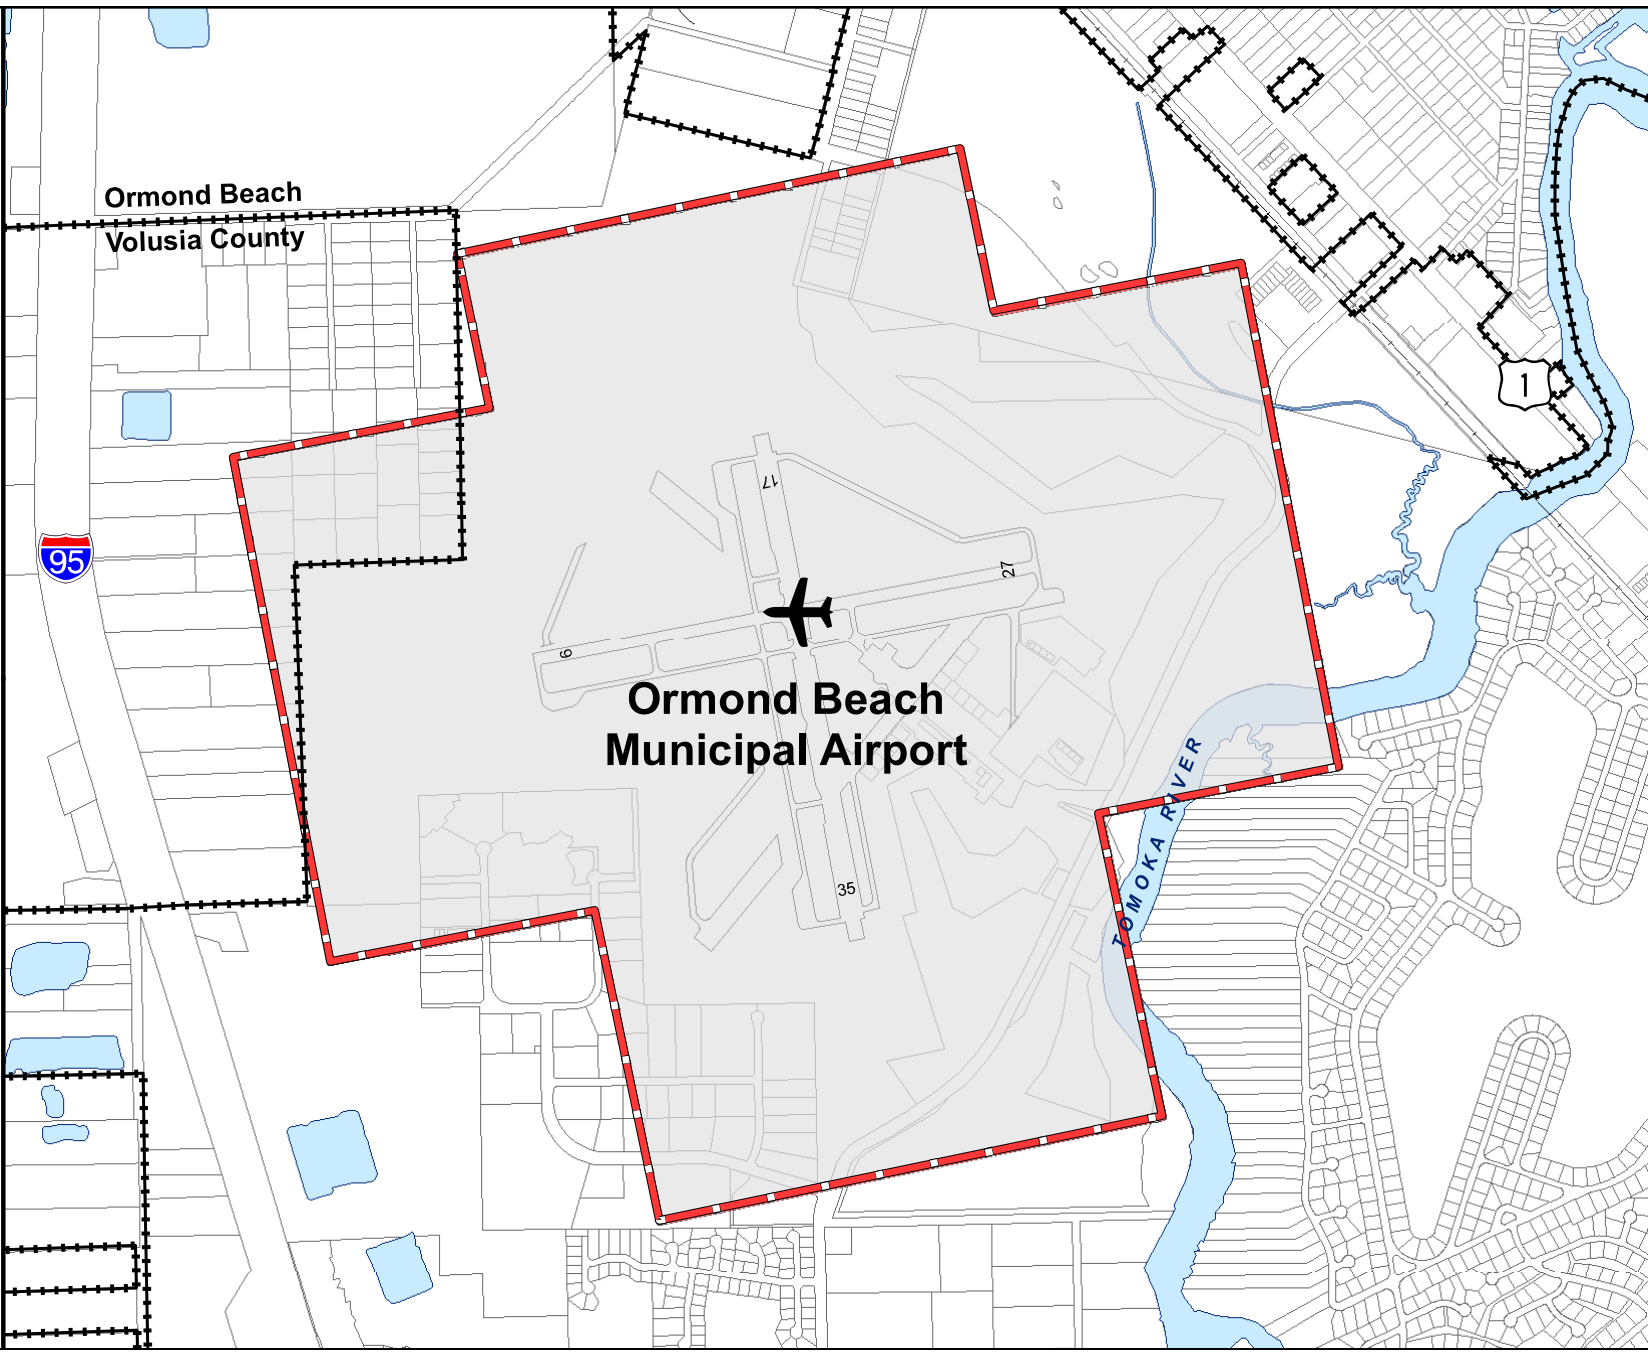 Ormond Beach
Volusia County
1
17
95
27
9
Ormond Beach
Municipal Airport
TOMOKA RIVER
35